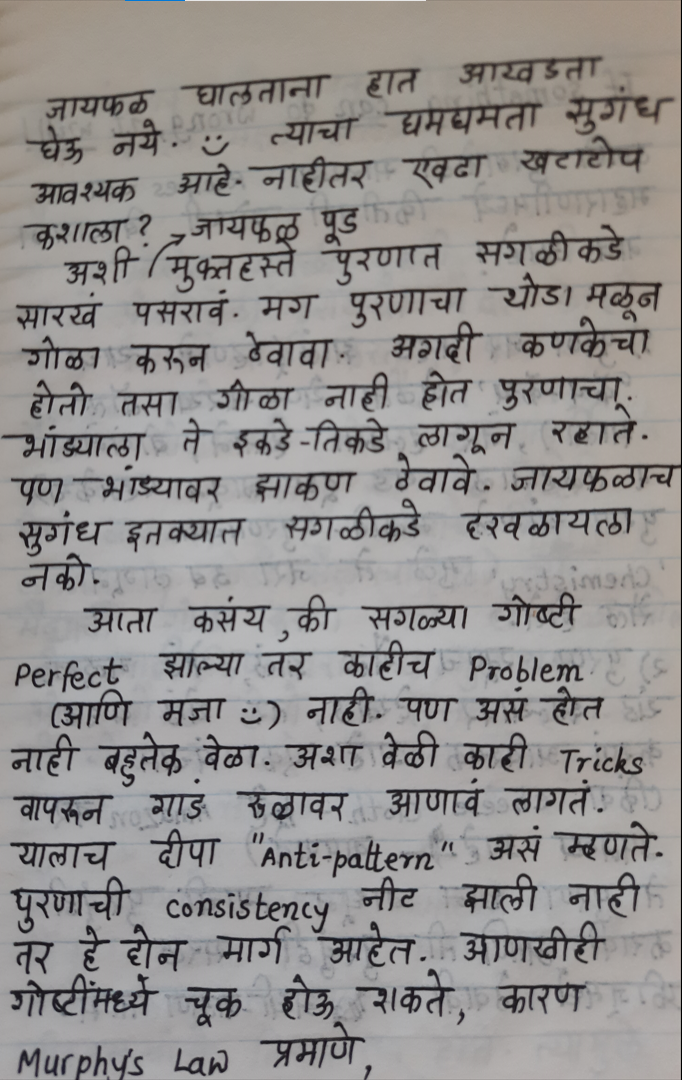 जायफळ घालताना हात आखडता
घेऊ नये. :) त्याचा घमघमता सुगंध
आवश्यक आहे. नाहीतर एवढा खटाटोप
कशाला? जायफळ पूड
अशी मुक्तहस्ते पुरणात सगळीकडे
सारखं पसरावं. मग पुरणाचा थोडा मळून
गोळा करून ठेवावा. अगदी कणकेचा
होतो तसा गोळा नाही होत पुरणाचा.
भांड्याला ते इकडे-तिकडे लागून रहाते.
पण भांड्यावर झाकण ठेवावे. जायफळाच
सुगंध इतक्यात सगळीकडे दरवळायला
नको.
आता कसंय, की सगळ्या गोष्टी
Perfect झाल्या तर काहीच Problem
(आणि मजा :)) नाही. पण असं होत
नाही बहुतेक वेळा. अशा वेळी काही Tricks
वापरून गाडं रूळावर आणावं लागतं.
यालाच दीपा "Anti-pattern" असं म्हणते.
पुरणाची consistency नीट झाली नाही
तर हे दोन मार्ग आहेत. आणखीही
गोष्टींमध्ये चूक होऊ शकते, कारण
Murphy's Law प्रमाणे,